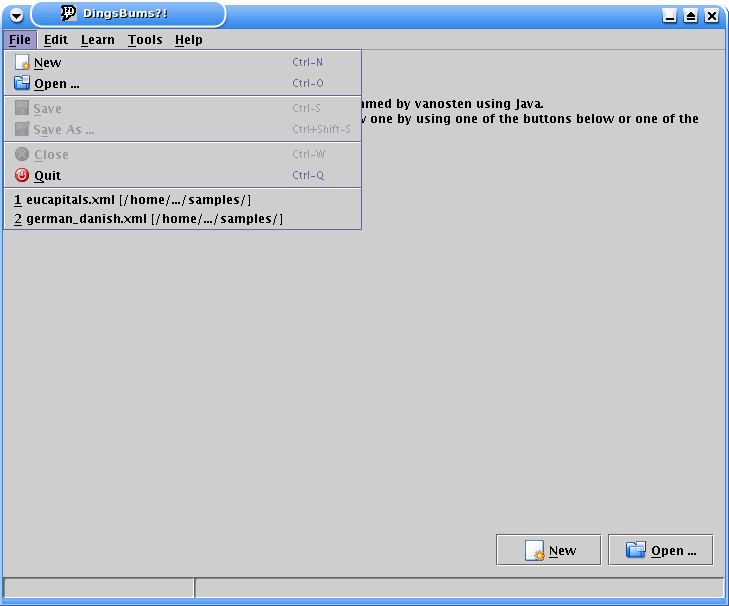 DingsBums?!
File Edit Learn Tools Help
New Ctrl-N
Open ... Ctrl-O
Save Ctrl-S
Save As ... Ctrl+Shift-S
Close Ctrl-W
Quit Ctrl-Q
1 eucapitals.xml [/home/.../samples/]
2 german_danish.xml [/home/.../samples/]
by vanosten using Java.
one by using one of the buttons below or one of the
New Open ...